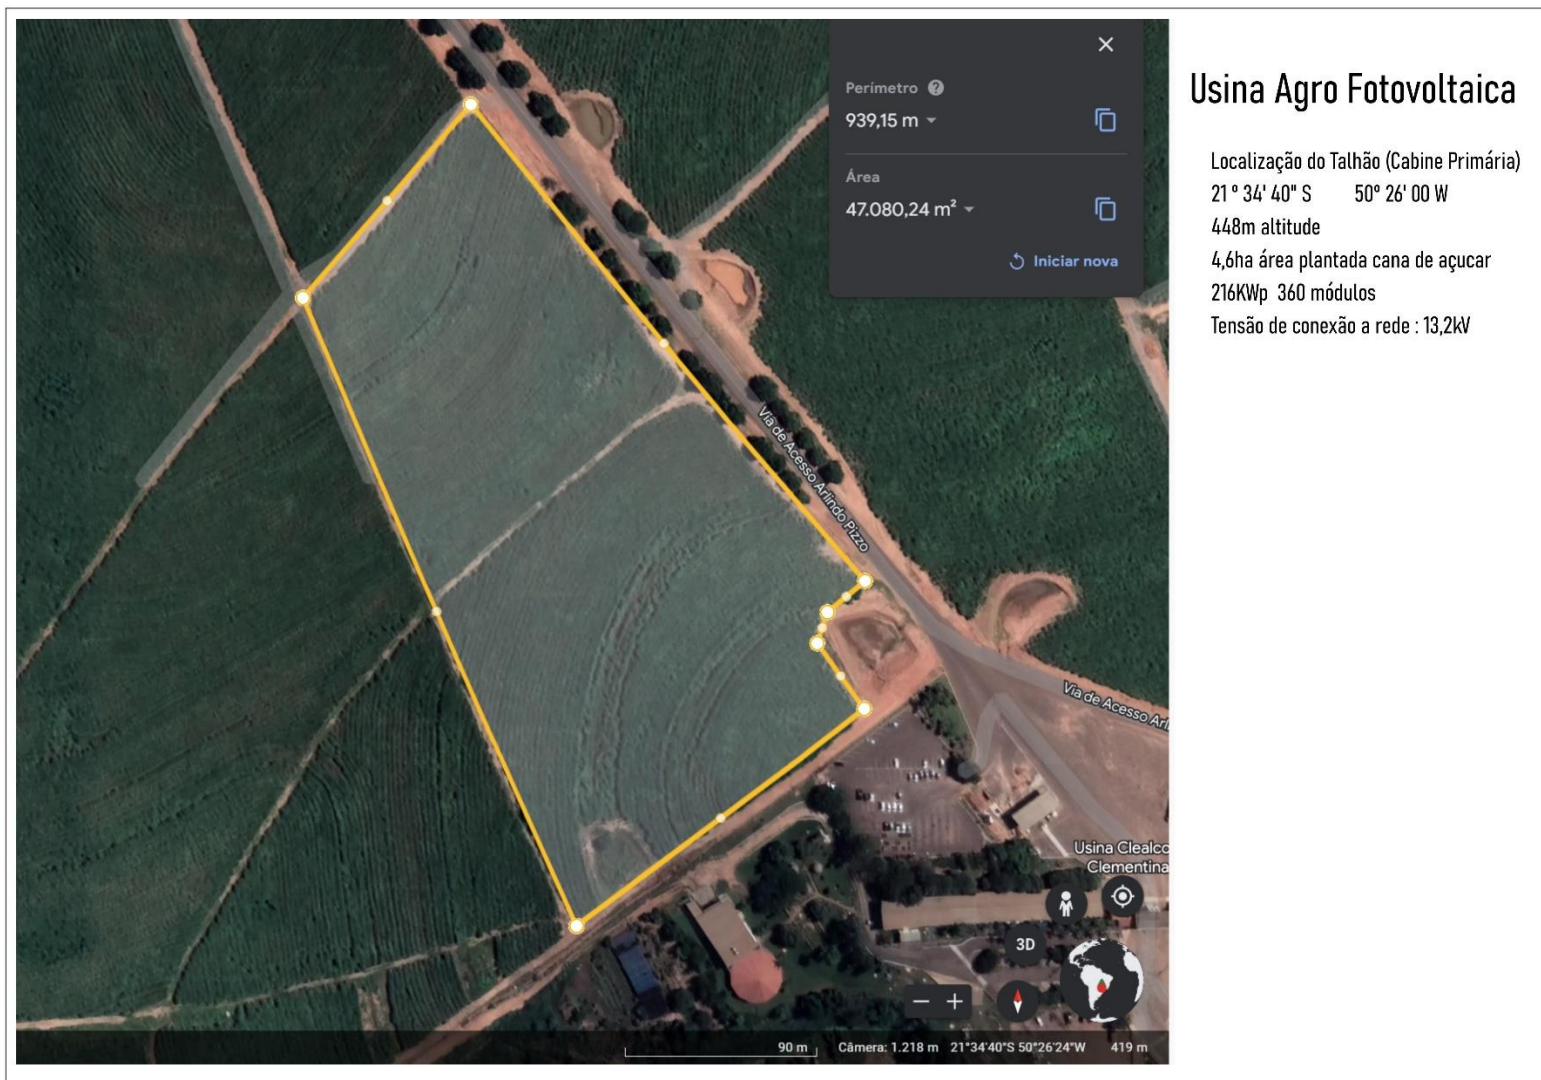 Perímetro ?
939,15 m
Área
47.080,24 m²
Iniciar nova
Usina Agro Fotovoltaica
Localização do Talhão (Cabine Primária)
21 º 34' 40" S 50º 26' 00 W
448m altitude
4,6ha área plantada cana de açucar
216KWp 360 módulos
Tensão de conexão a rede : 13,2kV
Via de Acesso Arlindo Pizzo
Via de Acesso Arl
Usina Clealco
Clementina
3D
90 m Câmera: 1.218 m 21°34'40"S 50°26'24"W 419 m